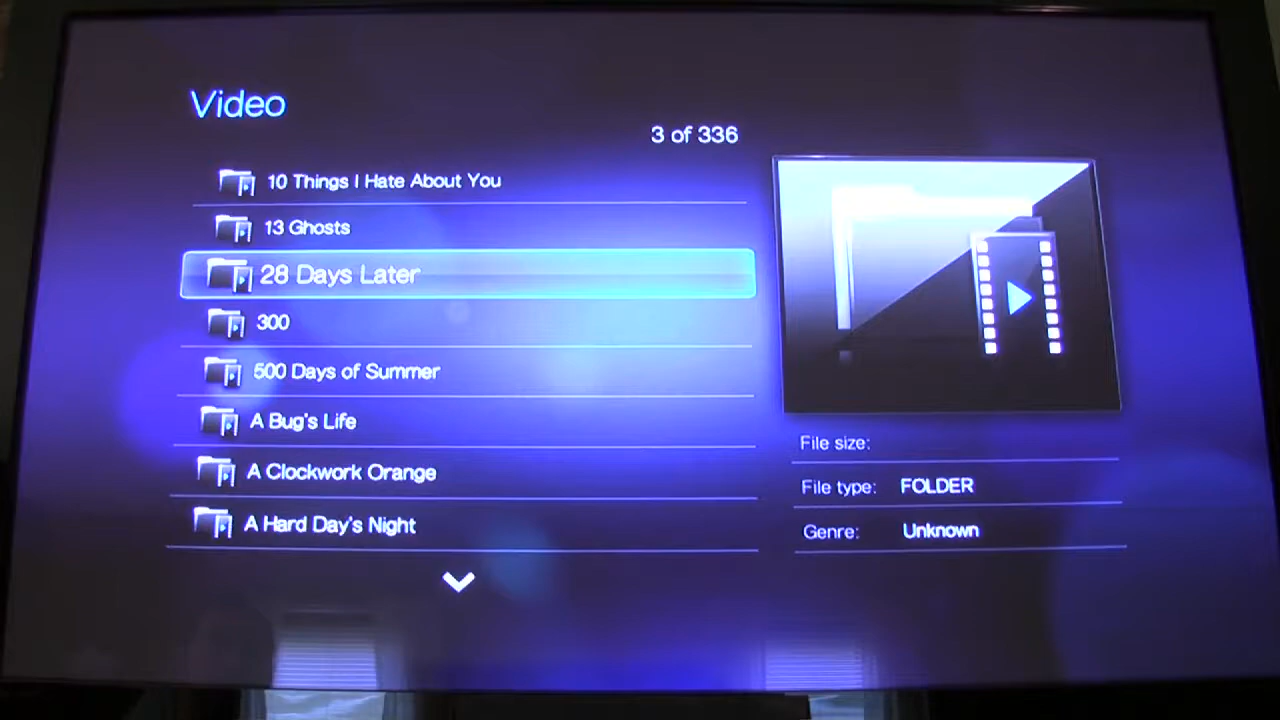 Video
3 of 336
10 Things I Hate About You
13 Ghosts
28 Days Later
300
500 Days of Summer
A Bug's Life
A Clockwork Orange
A Hard Day's Night
File size:
File type: FOLDER
Genre: Unknown